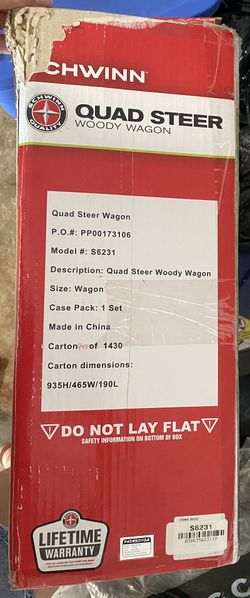 CHWINN
SCHWINN
QUALITY
QUAD STEER
WOODY WAGON
Quad Steer Wagon
P.O.#: PP00173106
Model #: S6231
Description: Quad Steer Woody Wagon
Size: Wagon
Case Pack: 1 Set
Made in China
Carton of 1430
Carton dimensions:
935H/465W/190L
DO NOT LAY FLAT
SAFETY INFORMATION ON BOTTOM OF BOX
LIFETIME
WARRANTY
S6231